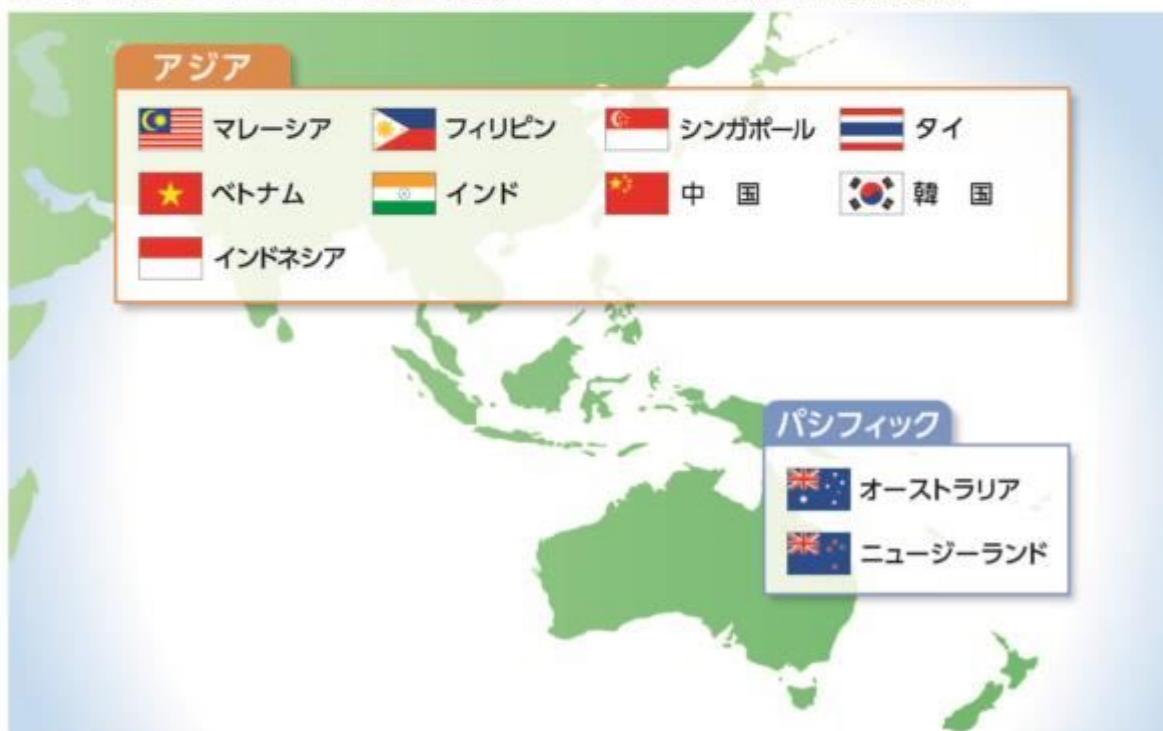 アジア
マレーシア フィリピン シンガポール タイ
ベトナム インド 中 国 韓 国
インドネシア
パシフィック
オーストラリア
ニュージーランド